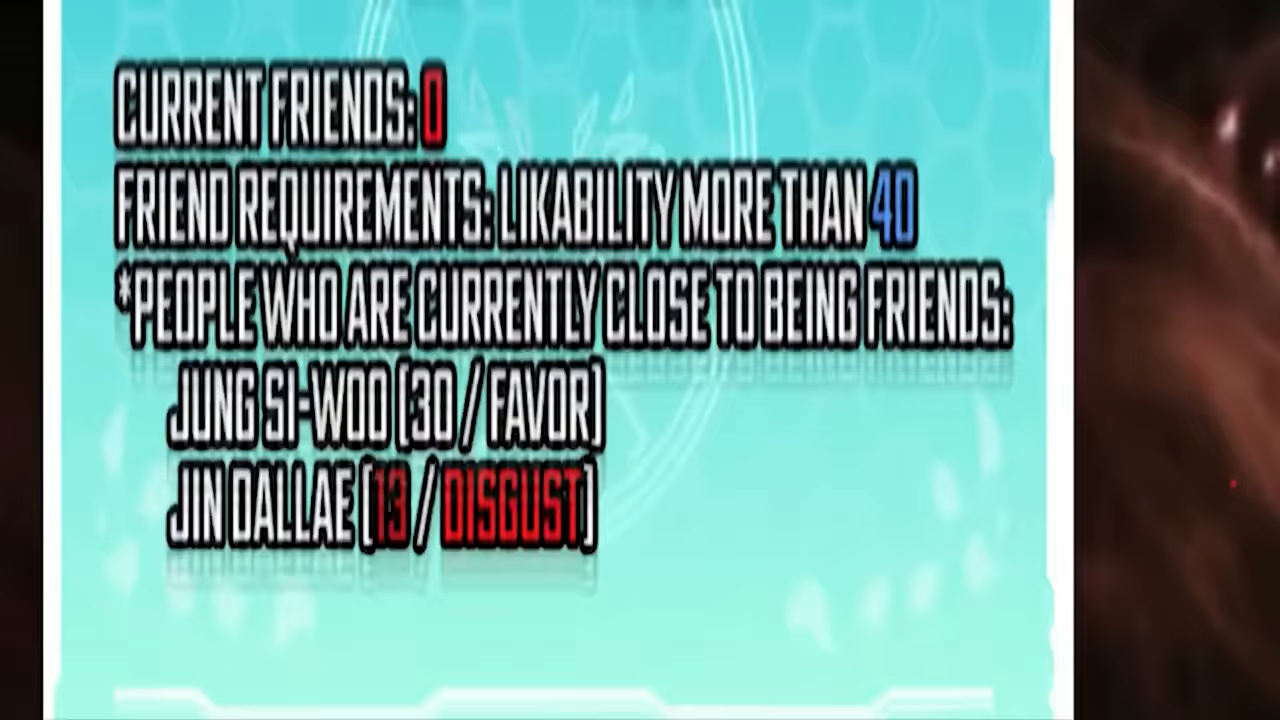 CURRENT FRIENDS: 0
FRIEND REQUIREMENTS: LIKABILITY MORE THAN 40
*PEOPLE WHO ARE CURRENTLY CLOSE TO BEING FRIENDS:
JUNG SI-WOO [30 / FAVOR]
JIN DALLAE [13 / DISGUST]